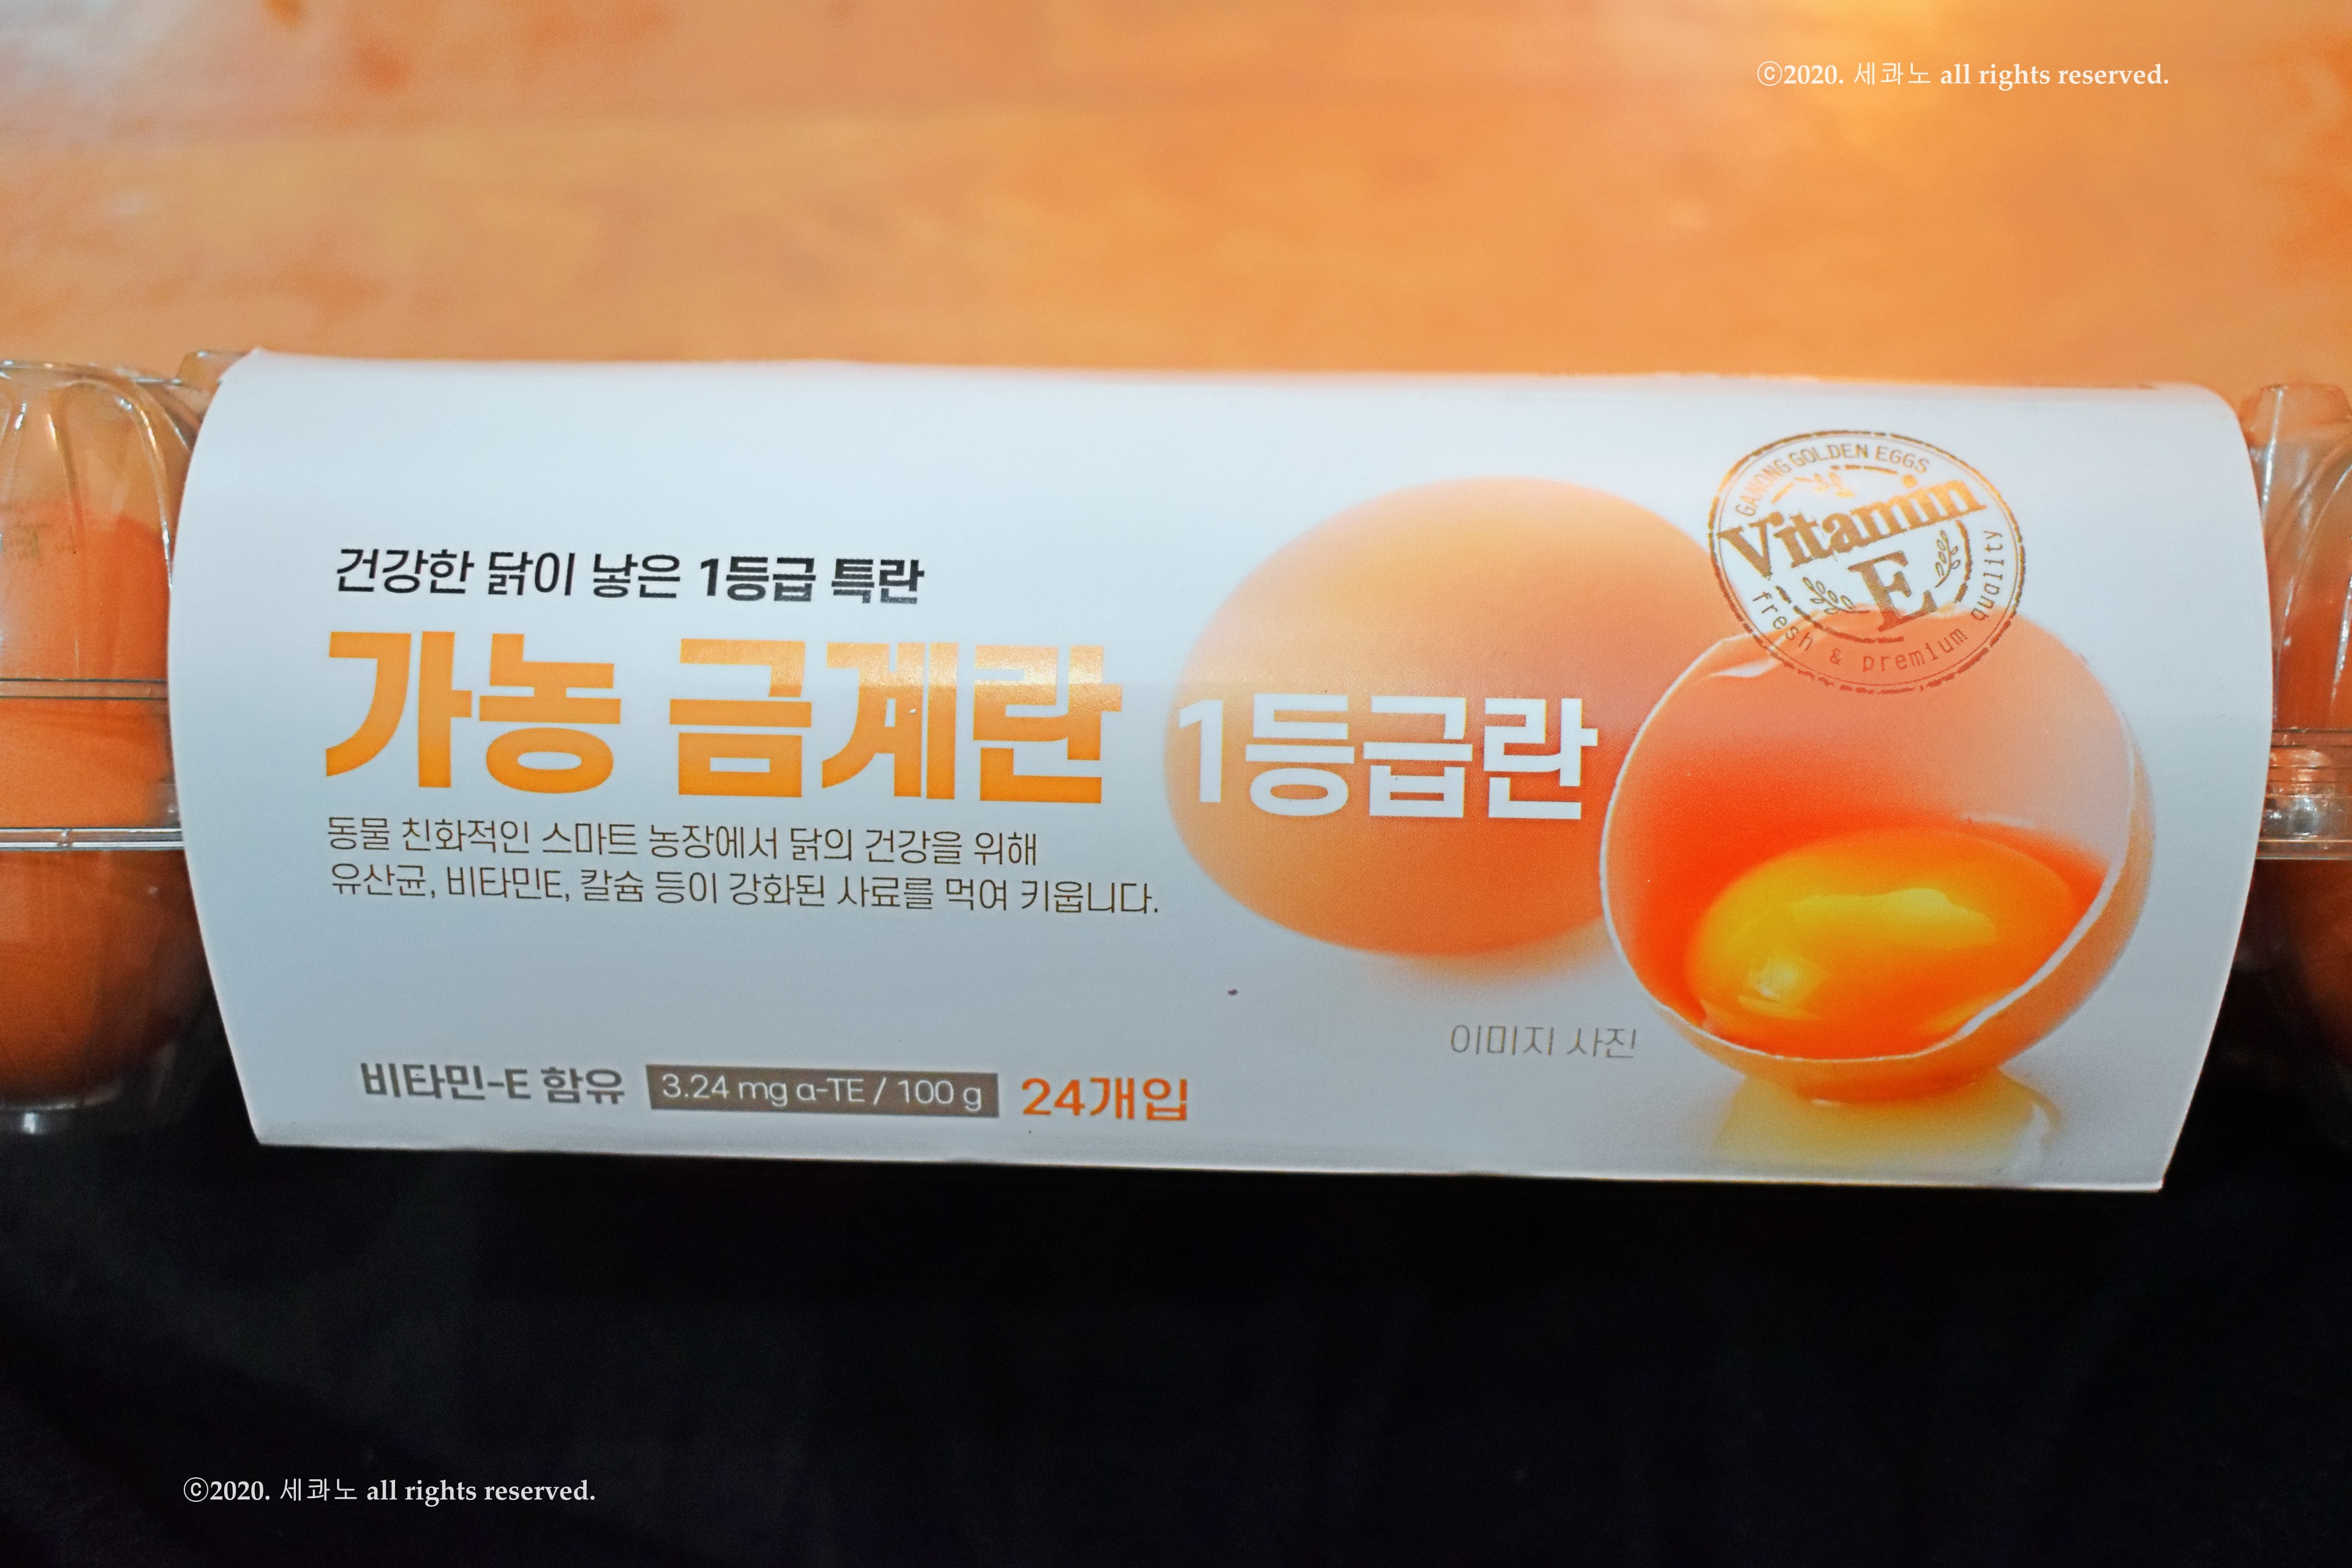 ⓒ2020. 세콰노 all rights reserved.
GANONG GOLDEN EGGS
Vitamin
E
fresh & premium quality
건강한 닭이 낳은 1등급 특란
가농 금계란 1등급란
동물 친화적인 스마트 농장에서 닭의 건강을 위해
유산균, 비타민E, 칼슘 등이 강화된 사료를 먹여 키웁니다.
이미지 사진
비타민-E 함유 3.24 mg α-TE / 100 g 24개입
ⓒ2020. 세콰노 all rights reserved.